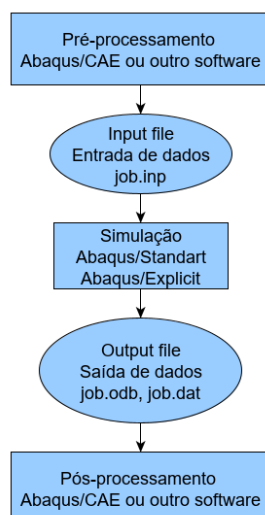 Pré-processamento
Abaqus/CAE ou outro software
Input file
Entrada de dados
job.inp
Simulação
Abaqus/Standart
Abaqus/Explicit
Output file
Saída de dados
job.odb, job.dat
Pós-processamento
Abaqus/CAE ou outro software